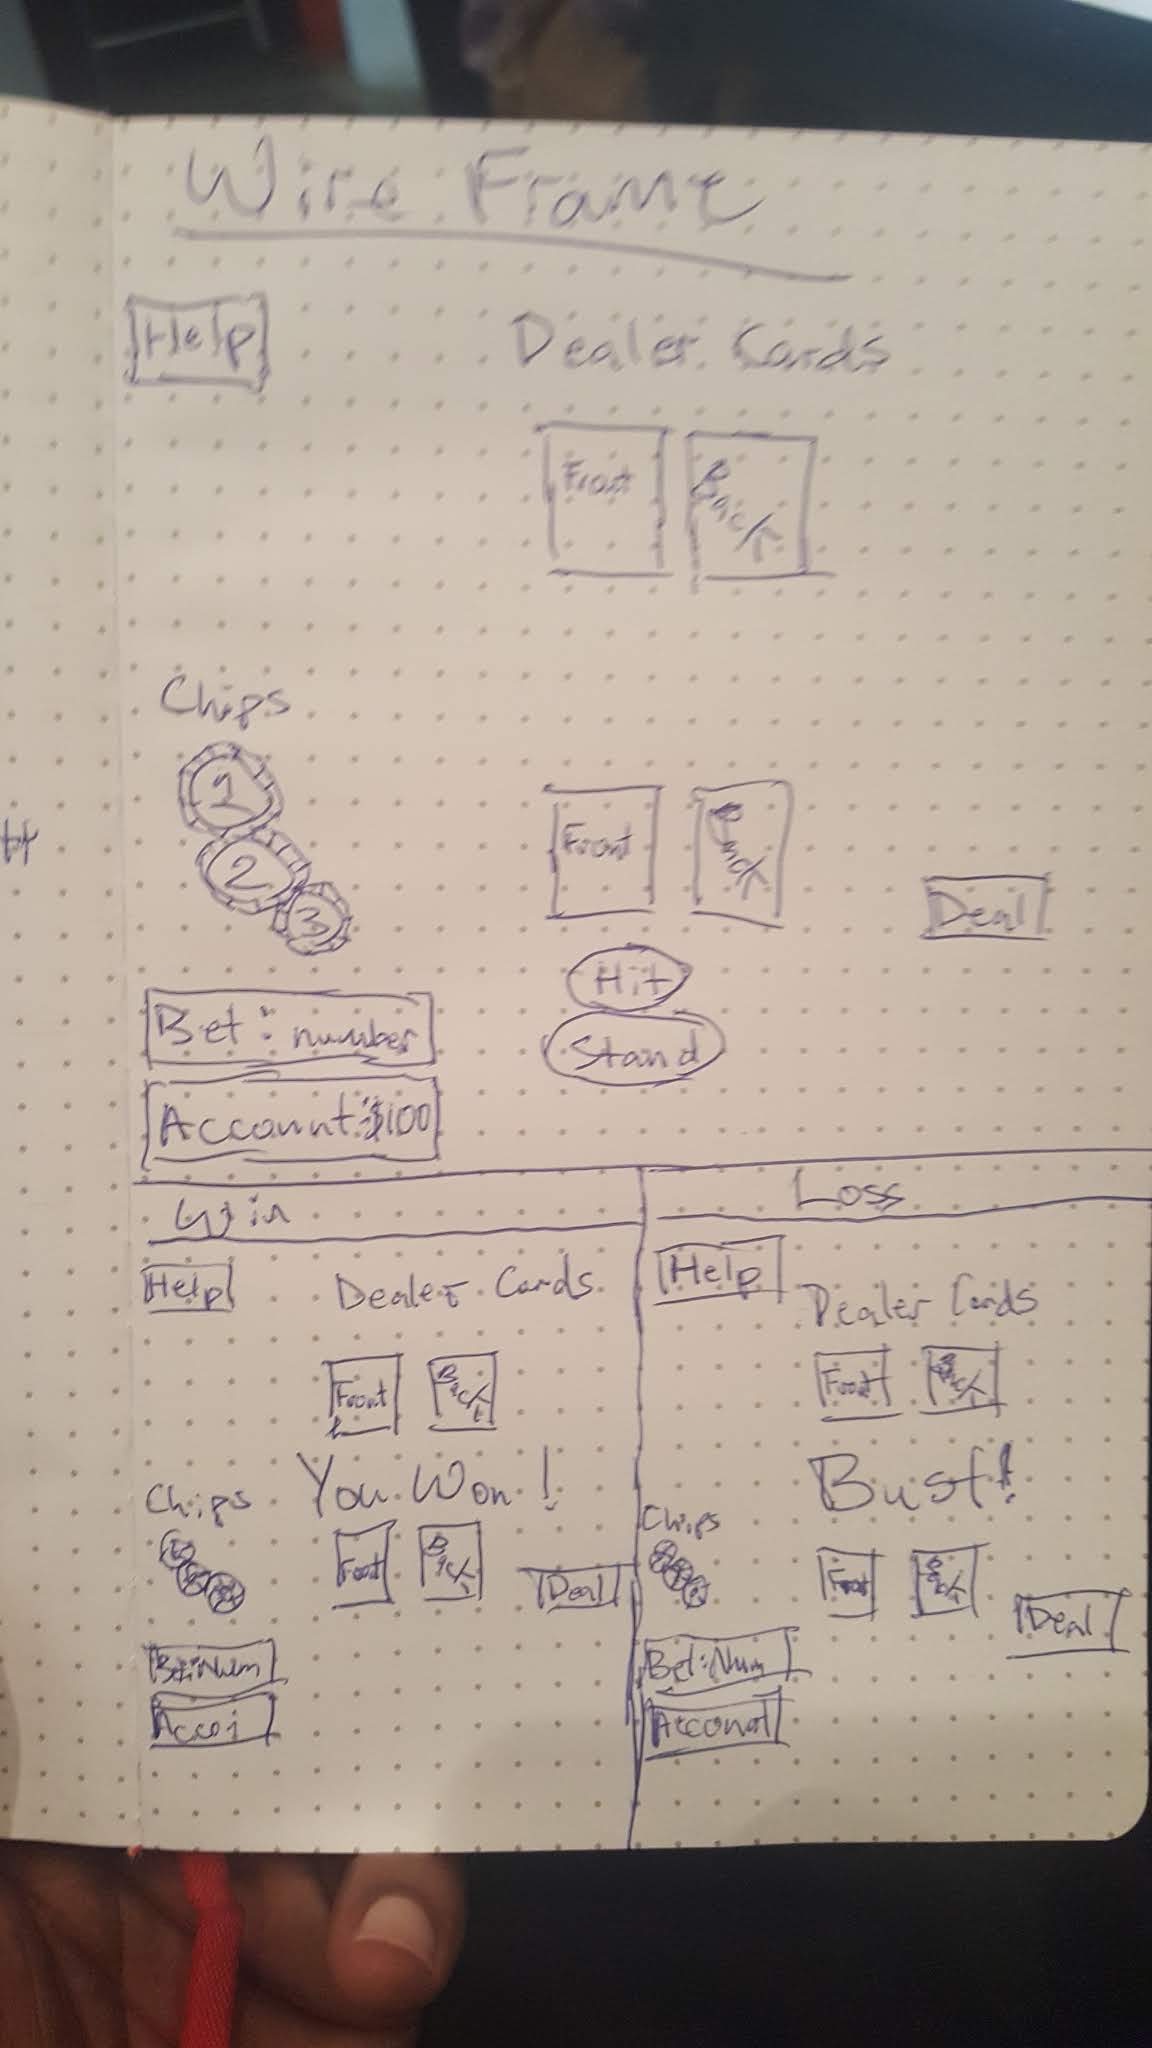 Wire Frame
Help
Dealer Cards
Front Back
Chips
1
2
3
Front Back
Deal
Hit
Stand
Bet: number
Account: $100
Win
Help
Dealer Cards
Front Back
You Won!
Chips
Front Back
Deal
Bet: Num
Loss
Help
Dealer Cards
Front Back
Bust!
Chips
Front Back
Deal
Bet: Num
Account